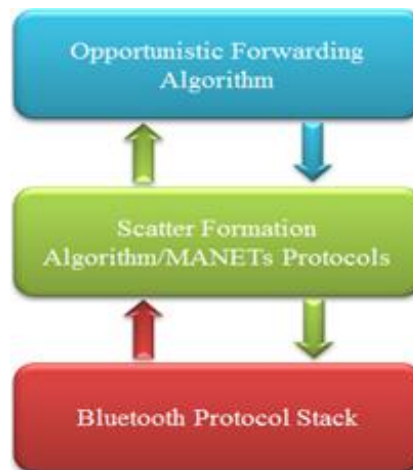 Opportunistic Forwarding
Algorithm
Scatter Formation
Algorithm/MANETs Protocols
Bluetooth Protocol Stack